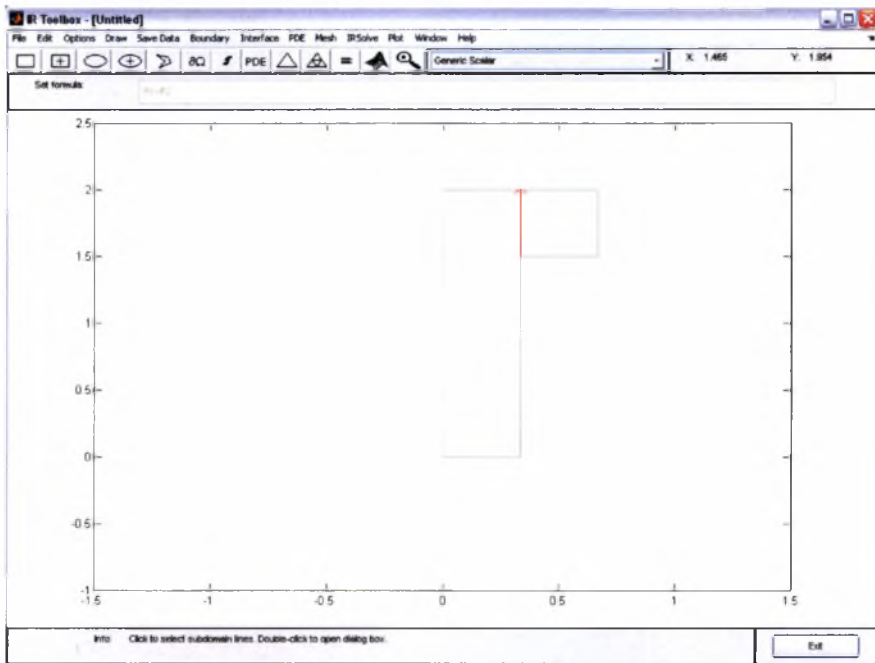 IR Toolbox - [Untitled]
File Edit Options Draw Save Data Boundary Interface PDE Mesh IRSolve Plot Window Help
∂Ω PDE = Generic Scalar X: 1.465 Y: 1.954
Set formula:
2.5
2
1.5
1
0.5
0
-0.5
-1
-1.5 -1 -0.5 0 0.5 1 1.5
Info: Click to select subdomain lines. Double-click to open dialog box.
Exit